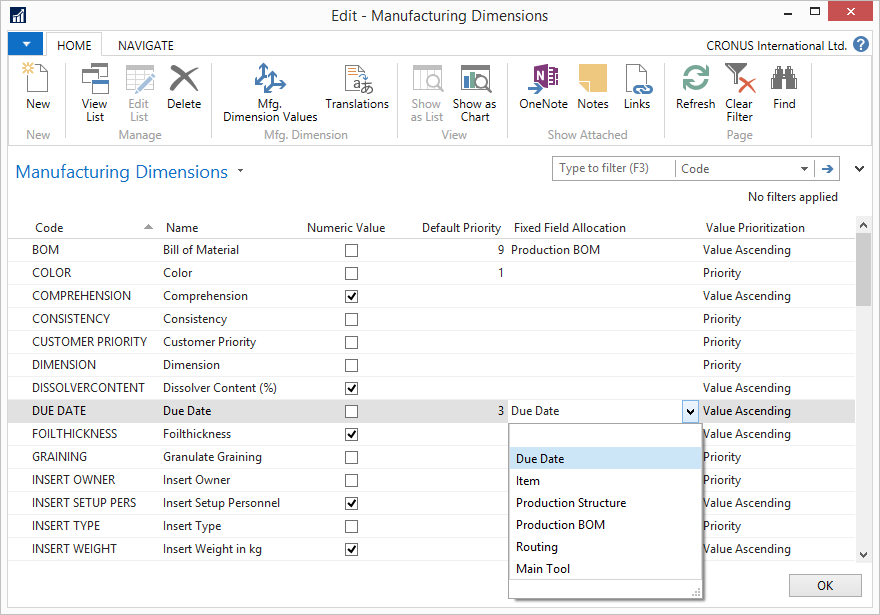 Edit - Manufacturing Dimensions
HOME NAVIGATE CRONUS International Ltd. ?
New
View List
Edit List
Delete
Mfg. Dimension Values
Translations
Show as List
Show as Chart
OneNote
Notes
Links
Refresh
Clear Filter
Find
New Manage Mfg. Dimension View Show Attached Page
Manufacturing Dimensions
Type to filter (F3) Code
No filters applied
Code Name Numeric Value Default Priority Fixed Field Allocation Value Prioritization
BOM Bill of Material 9 Production BOM Value Ascending
COLOR Color 1 Priority
COMPREHENSION Comprehension Value Ascending
CONSISTENCY Consistency Priority
CUSTOMER PRIORITY Customer Priority Priority
DIMENSION Dimension Priority
DISSOLVERCONTENT Dissolver Content (%) Value Ascending
DUE DATE Due Date 3 Due Date Value Ascending
FOILTHICKNESS Foilthickness Value Ascending
GRAINING Granulate Graining Priority
INSERT OWNER Insert Owner Priority
INSERT SETUP PERS Insert Setup Personnel Value Ascending
INSERT TYPE Insert Type Priority
INSERT WEIGHT Insert Weight in kg Value Ascending
Due Date
Item
Production Structure
Production BOM
Routing
Main Tool
OK